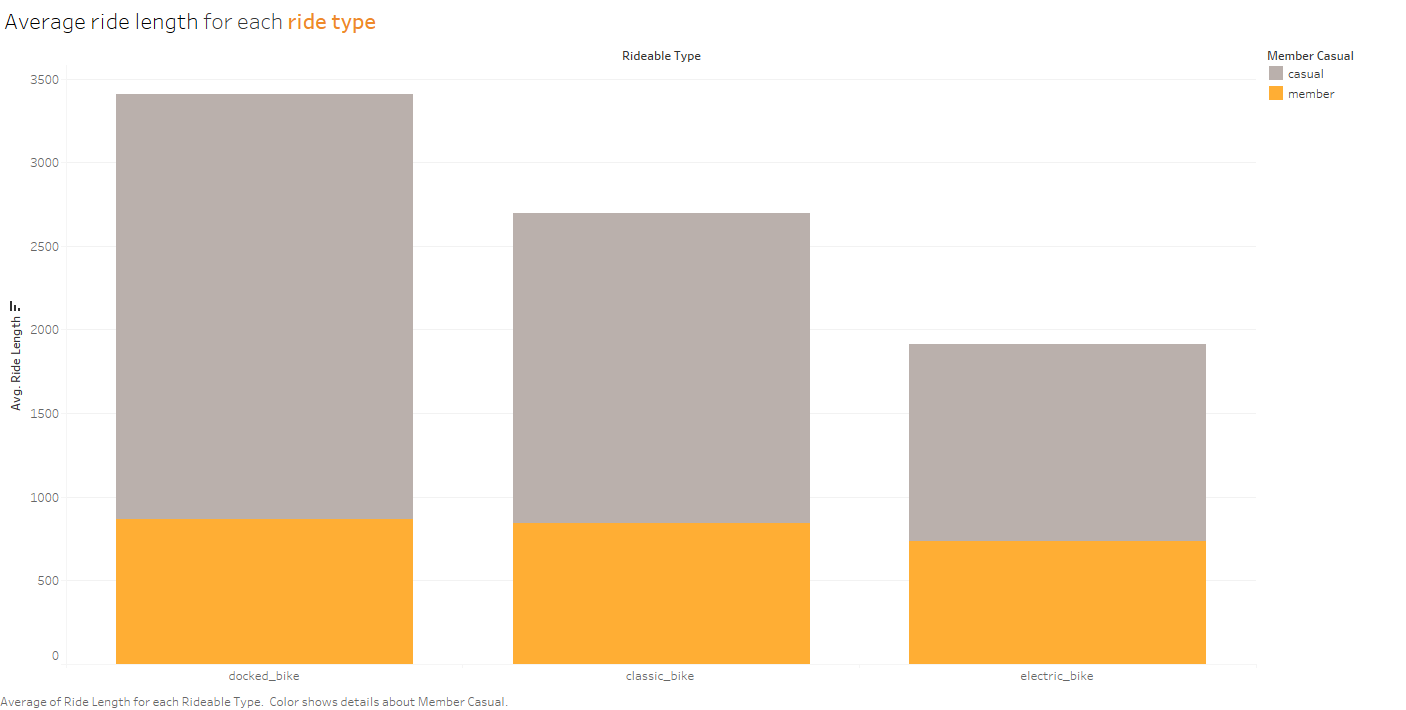 Average ride length for each ride type
Rideable Type
Member Casual
casual
member
3500
3000
2500
2000
1500
1000
500
0
Avg. Ride Length
docked_bike
classic_bike
electric_bike
Average of Ride Length for each Rideable Type.  Color shows details about Member Casual.